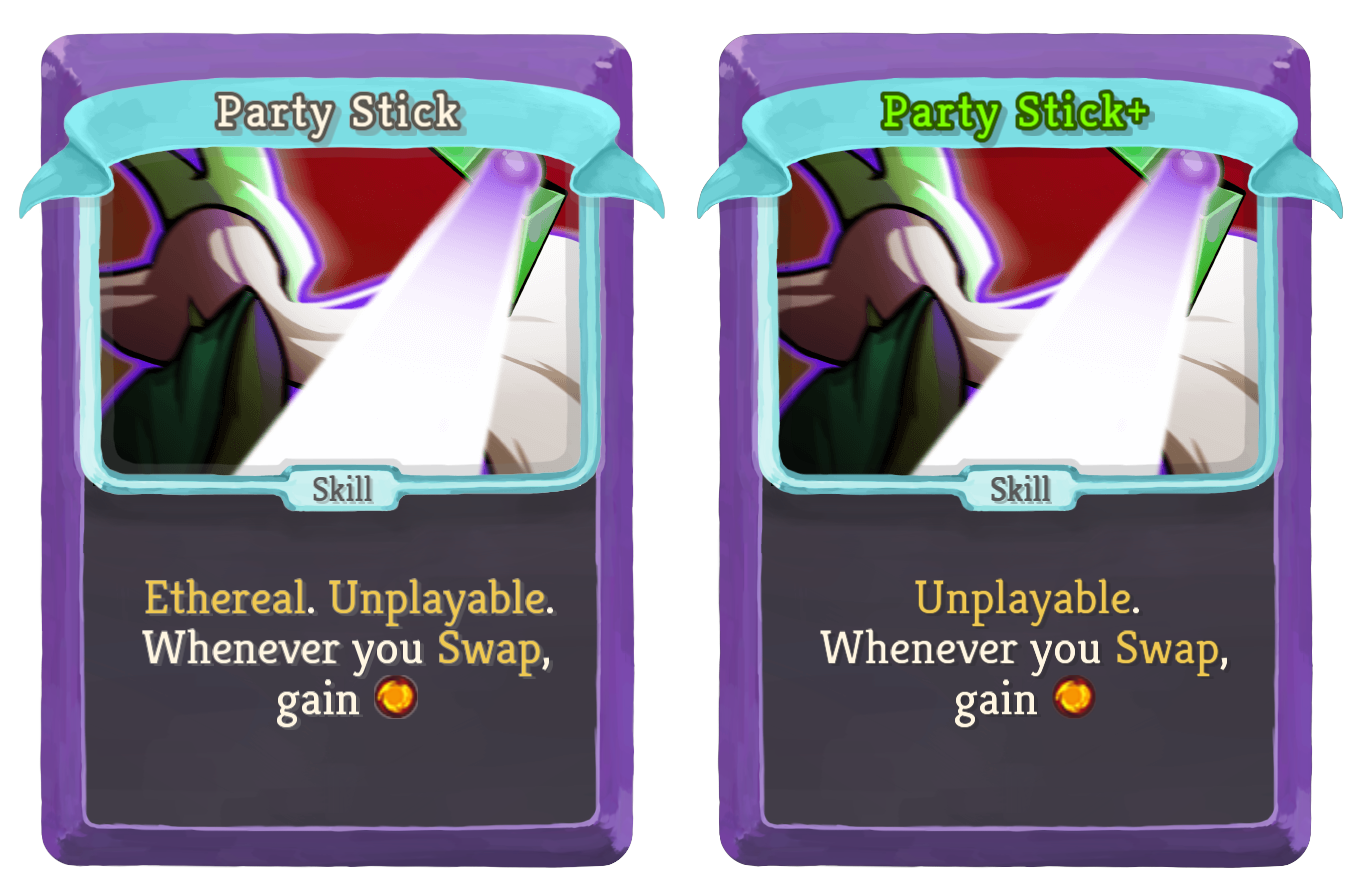 Party Stick
Skill
Ethereal. Unplayable.
Whenever you Swap,
gain
Party Stick+
Skill
Unplayable.
Whenever you Swap,
gain